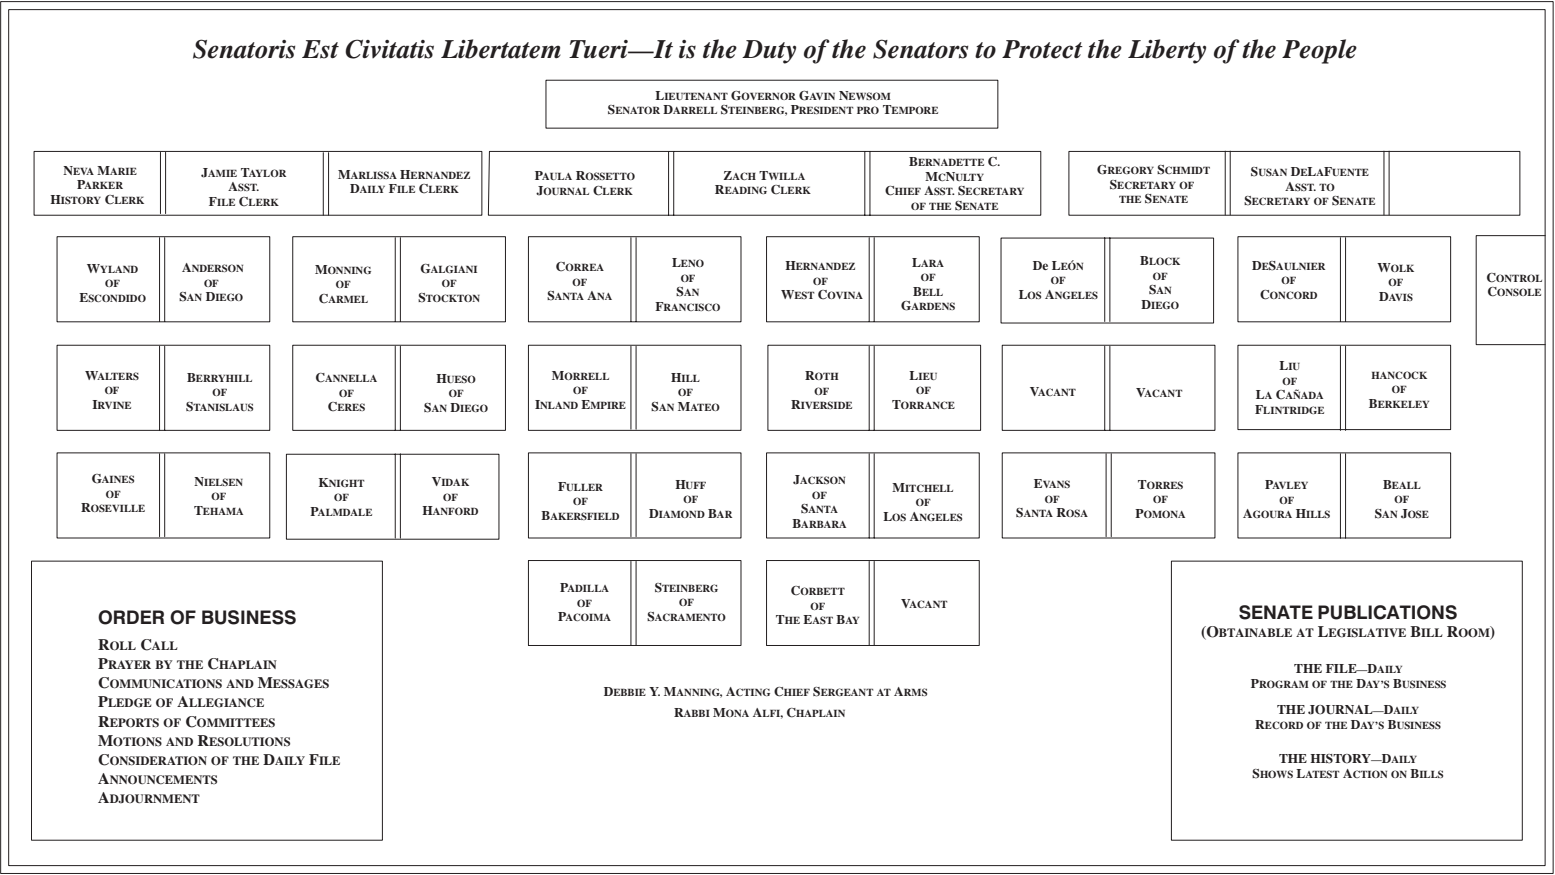 Senatoris Est Civitatis Libertatem Tueri—It is the Duty of the Senators to Protect the Liberty of the People
Lieutenant Governor Gavin Newsom
Senator Darrell Steinberg, President pro Tempore
Neva Marie
Parker
History Clerk
Jamie Taylor
Asst.
File Clerk
Marlissa Hernandez
Daily File Clerk
Paula Rossetto
Journal Clerk
Zach Twilla
Reading Clerk
Bernadette C.
McNulty
Chief Asst. Secretary
of the Senate
Gregory Schmidt
Secretary of
the Senate
Susan DeLaFuente
Asst. to
Secretary of Senate
Wyland
of
Escondido
Anderson
of
San Diego
Monning
of
Carmel
Galgiani
of
Stockton
Correa
of
Santa Ana
Leno
of
San
Francisco
Hernandez
of
West Covina
Lara
of
Bell
Gardens
De León
of
Los Angeles
Block
of
San
Diego
DeSaulnier
of
Concord
Wolk
of
Davis
Control
Console
Walters
of
Irvine
Berryhill
of
Stanislaus
Cannella
of
Ceres
Hueso
of
San Diego
Morrell
of
Inland Empire
Hill
of
San Mateo
Roth
of
Riverside
Lieu
of
Torrance
Vacant
Vacant
Liu
of
La Cañada
Flintridge
hancock
of
Berkeley
Gaines
of
Roseville
Nielsen
of
Tehama
Knight
of
Palmdale
Vidak
of
Hanford
Fuller
of
Bakersfield
Huff
of
Diamond Bar
Jackson
of
Santa
Barbara
Mitchell
of
Los Angeles
Evans
of
Santa Rosa
Torres
of
Pomona
Pavley
of
Agoura Hills
Beall
of
San Jose
Padilla
of
Pacoima
Steinberg
of
Sacramento
Corbett
of
The East Bay
Vacant
ORDER OF BUSINESS
Roll Call
Prayer by the Chaplain
Communications and Messages
Pledge of Allegiance
Reports of Committees
Motions and Resolutions
Consideration of the Daily File
Announcements
Adjournment
Debbie Y. Manning, Acting Chief Sergeant at Arms
Rabbi Mona Alfi, Chaplain
SENATE PUBLICATIONS
(Obtainable at Legislative Bill Room)
THE FILE—Daily
Program of the Day's Business
THE JOURNAL—Daily
Record of the Day's Business
THE HISTORY—Daily
Shows Latest Action on Bills